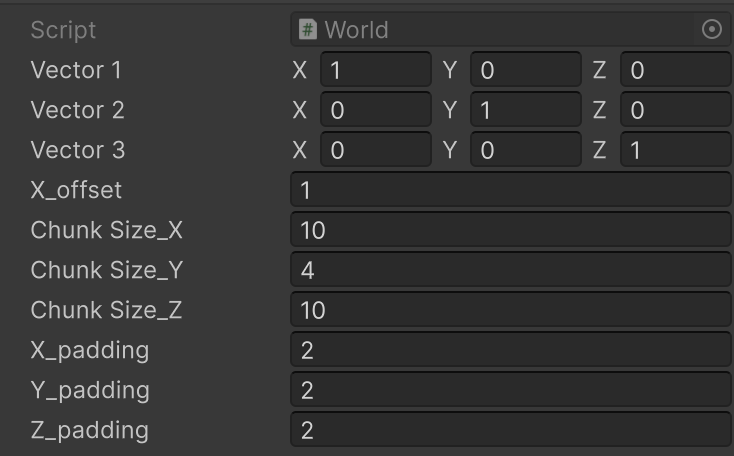 Script # World
Vector 1 X 1 Y 0 Z 0
Vector 2 X 0 Y 1 Z 0
Vector 3 X 0 Y 0 Z 1
X_offset 1
Chunk Size_X 10
Chunk Size_Y 4
Chunk Size_Z 10
X_padding 2
Y_padding 2
Z_padding 2